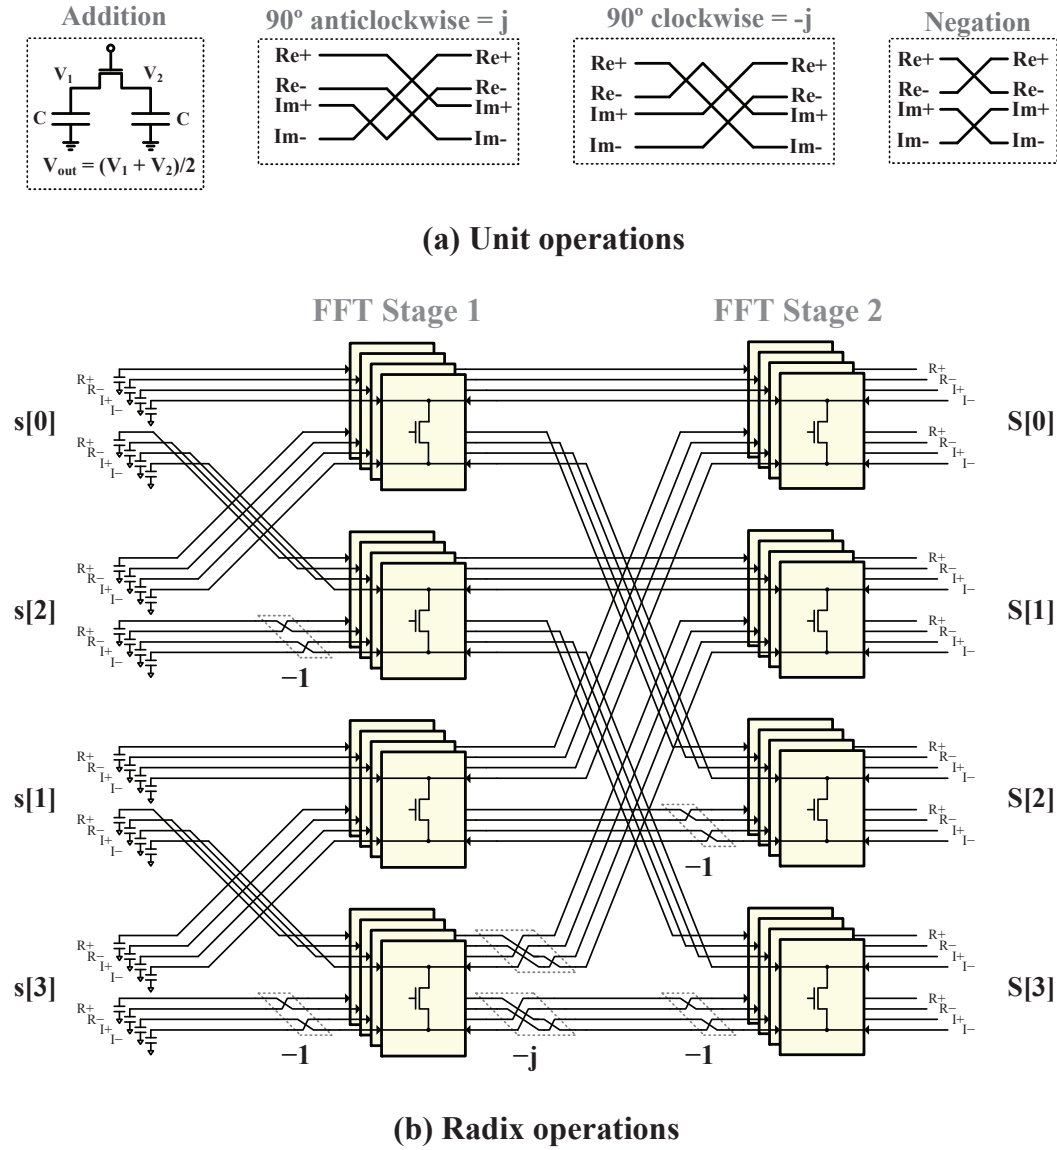 Addition
90º anticlockwise = j
90º clockwise = -j
Negation
V1 V2
C C
Vout = (V1 + V2)/2
Re+ Re+
Re- Re-
Im+ Im+
Im- Im-
Re+ Re+
Re- Re-
Im+ Im+
Im- Im-
Re+ Re+
Re- Re-
Im+ Im+
Im- Im-
(a) Unit operations
FFT Stage 1 FFT Stage 2
R+ R+
R− R−
I+ I+
I− I−
s[0] S[0]
R+ R+
R− R−
I+ I+
I− I−
R+ R+
R− R−
I+ I+
I− I−
s[2] S[1]
R+ R+
R− R−
I+ I+
I− I−
−1
R+ R+
R− R−
I+ I+
I− I−
s[1] S[2]
R+ R+
R− R−
I+ I+
I− I−
−1
R+ R+
R− R−
I+ I+
I− I−
s[3] S[3]
R+ R+
R− R−
I+ I+
I− I−
−1 −j −1
(b) Radix operations